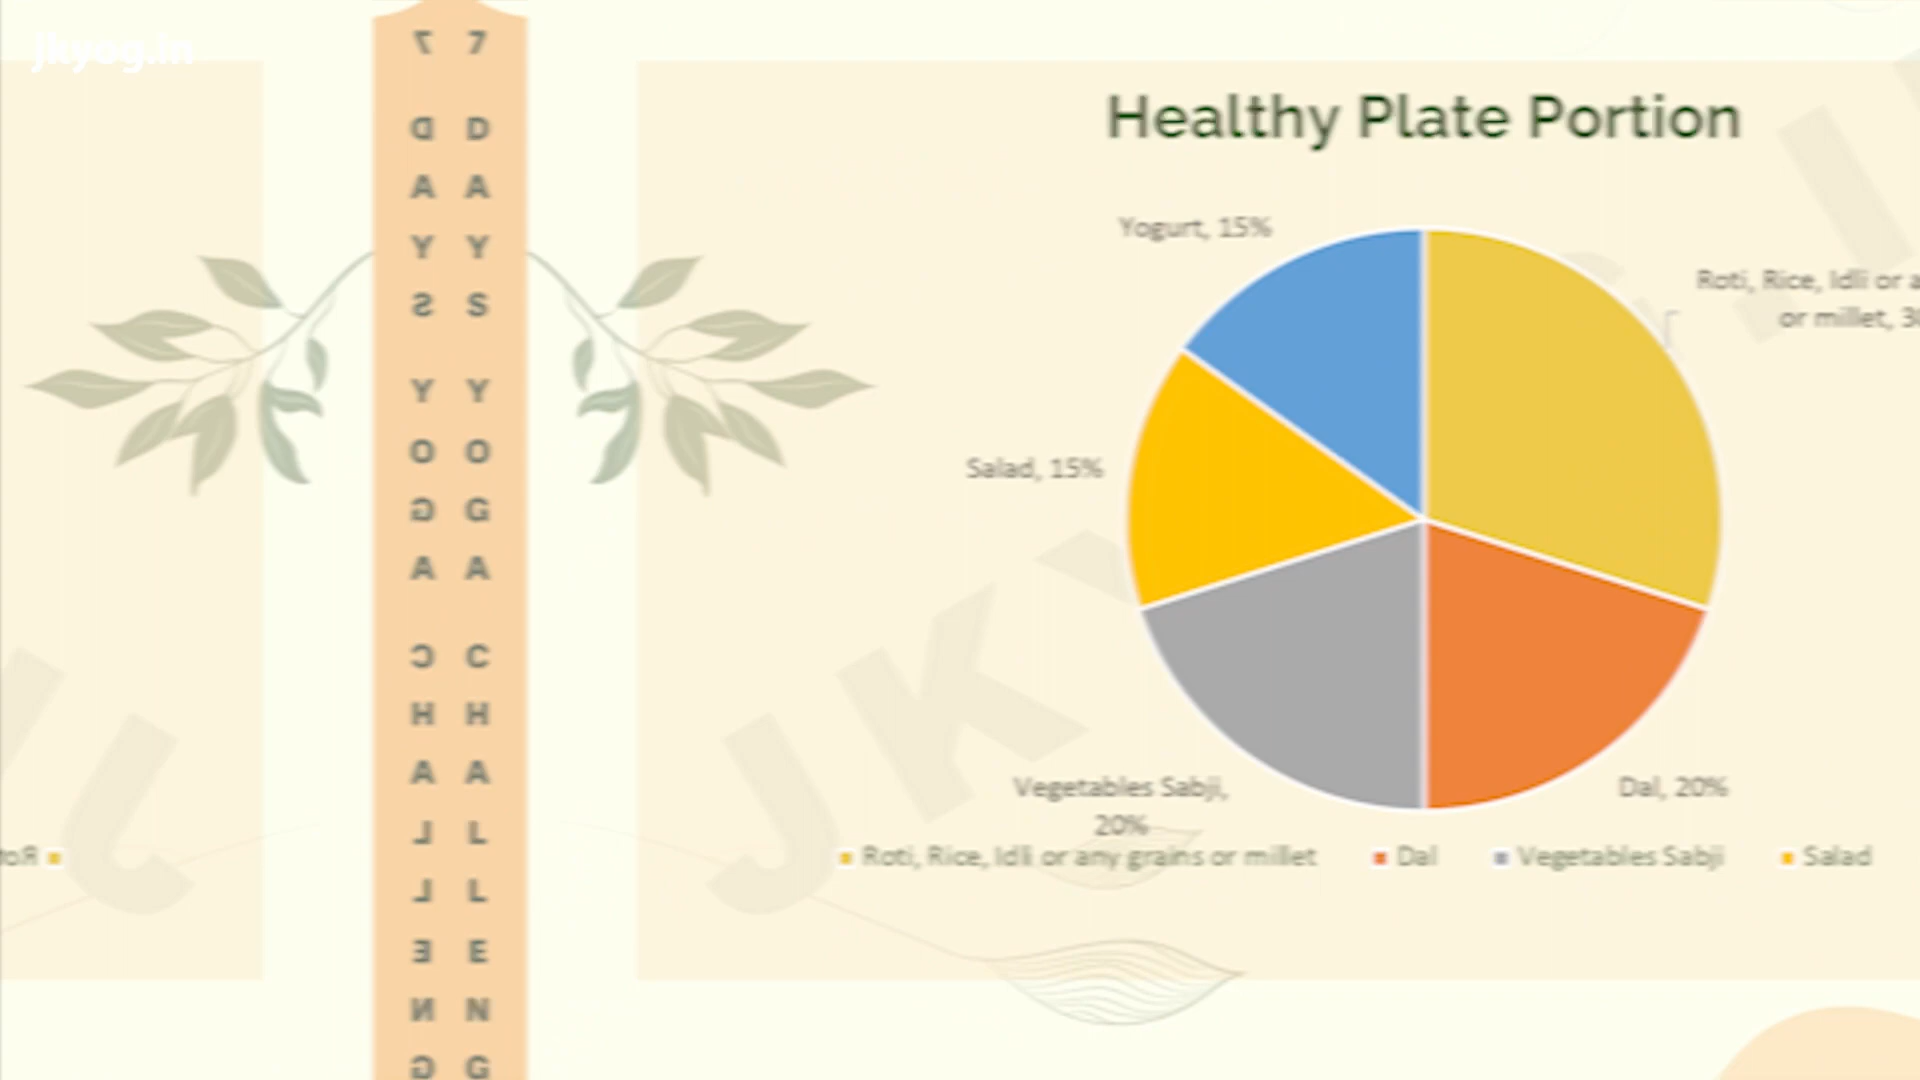 jkyog.in
7 DAYS YOGA CHALLENG
Healthy Plate Portion
Yogurt, 15%
Roti, Rice, Idli or
or millet,
Salad, 15%
Vegetables Sabji,
20%
Dal, 20%
Roti, Rice, Idli or any grains or millet Dal Vegetables Sabji Salad
JKY